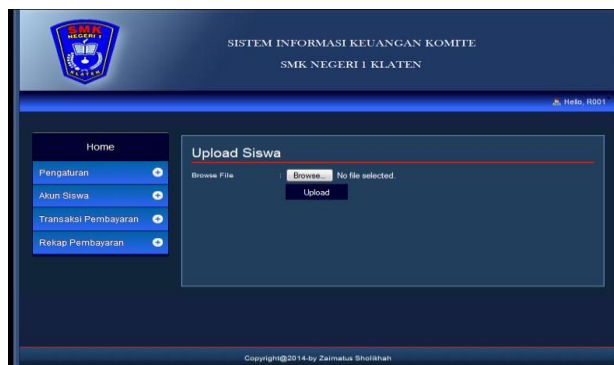 SMK
NEGERI 1
KLATEN
SISTEM INFORMASI KEUANGAN KOMITE
SMK NEGERI 1 KLATEN
Hello, R001
Home
Pengaturan
Akun Siswa
Transaksi Pembayaran
Rekap Pembayaran
Upload Siswa
Browse File : Browse... No file selected.
Upload
Copyright@2014-by Zaimatus Sholikhah